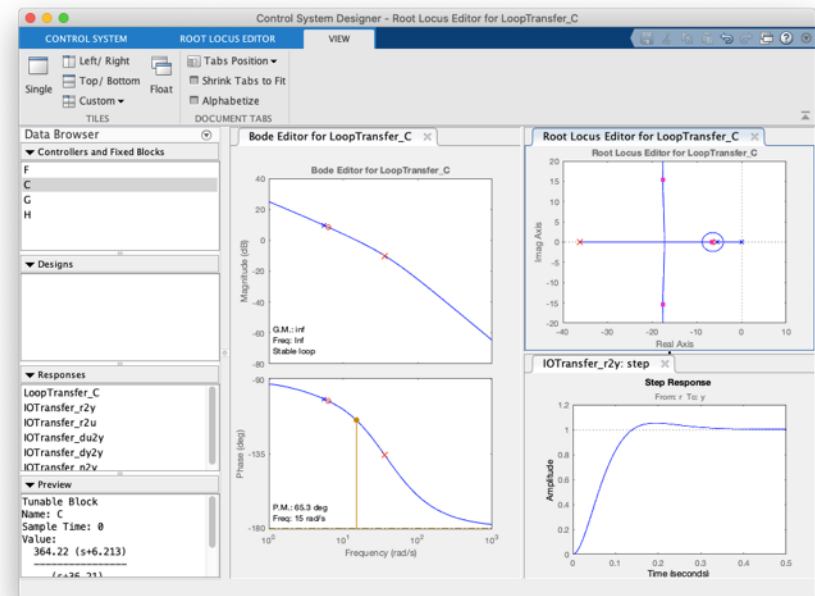 Control System Designer - Root Locus Editor for LoopTransfer_C
CONTROL SYSTEM ROOT LOCUS EDITOR VIEW
Single
Left/ Right
Top/ Bottom
Custom
Float
TILES
Tabs Position
Shrink Tabs to Fit
Alphabetize
DOCUMENT TABS
Data Browser
Controllers and Fixed Blocks
F
C
G
H
Designs
Responses
LoopTransfer_C
IOTransfer_r2y
IOTransfer_r2u
IOTransfer_du2y
IOTransfer_dy2y
IOTransfer_n2y
Preview
Tunable Block
Name: C
Sample Time: 0
Value:
364.22 (s+6.213)
----------------
(s+36.21)
Bode Editor for LoopTransfer_C
Bode Editor for LoopTransfer_C
Magnitude (dB)
40
20
0
-20
-40
-60
-80
G.M.: inf
Freq: Inf
Stable loop
Phase (deg)
-90
-135
-180
P.M.: 65.3 deg
Freq: 15 rad/s
10^0 10^1 10^2 10^3
Frequency (rad/s)
Root Locus Editor for LoopTransfer_C
Root Locus Editor for LoopTransfer_C
Imag Axis
20
15
10
5
0
-5
-10
-15
-20
-40 -30 -20 -10 0 10
Real Axis
IOTransfer_r2y: step
Step Response
From: r To: y
Amplitude
1.2
1
0.8
0.6
0.4
0.2
0
0 0.1 0.2 0.3 0.4 0.5
Time (seconds)